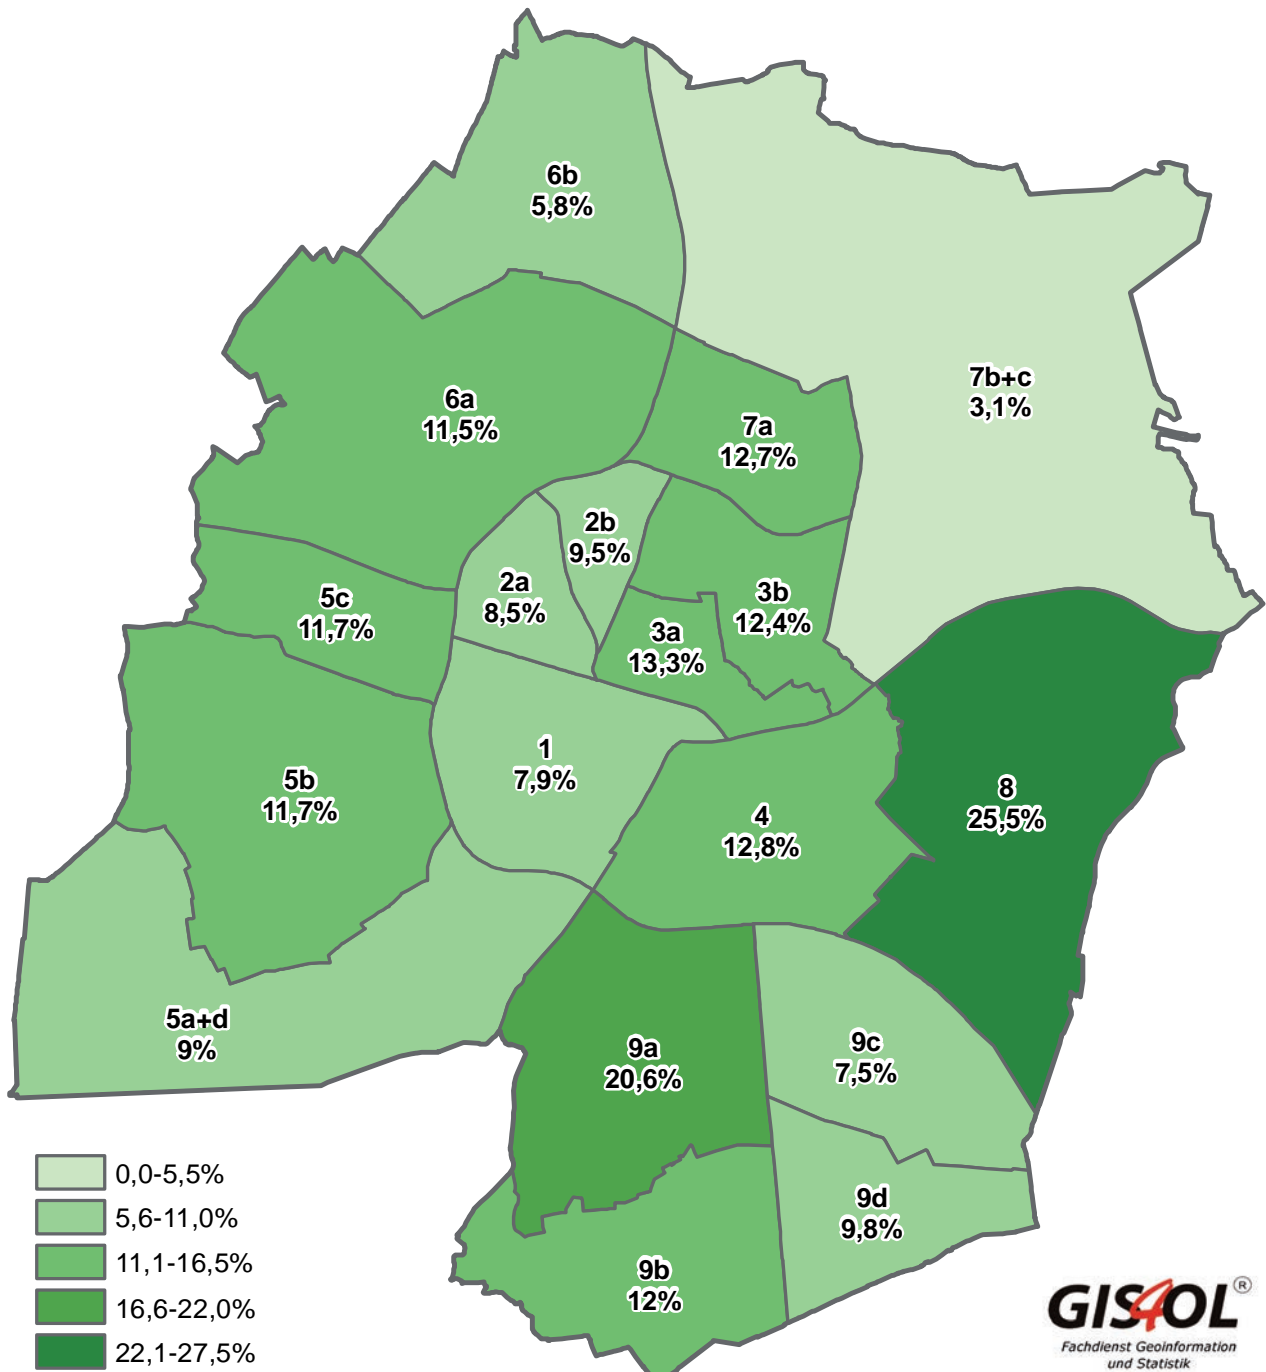 6b
5,8%
7b+c
3,1%
6a
11,5%
7a
12,7%
2b
9,5%
2a
8,5%
3b
12,4%
5c
11,7%
3a
13,3%
1
7,9%
5b
11,7%
8
25,5%
4
12,8%
5a+d
9%
9a
20,6%
9c
7,5%
9d
9,8%
9b
12%
0,0-5,5%
5,6-11,0%
11,1-16,5%
16,6-22,0%
22,1-27,5%
GIS4OL®
Fachdienst Geoinformation
und Statistik